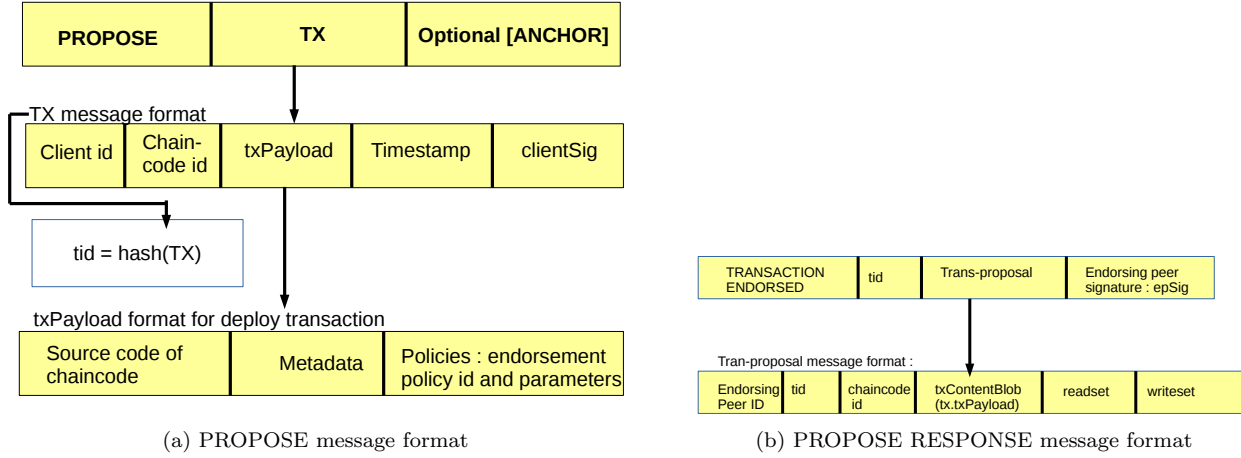 PROPOSE TX Optional [ANCHOR]
TX message format
Client id Chain-
code id txPayload Timestamp clientSig
tid = hash(TX)
txPayload format for deploy transaction
Source code of
chaincode Metadata Policies : endorsement
policy id and parameters
(a) PROPOSE message format
TRANSACTION
ENDORSED tid Trans-proposal Endorsing peer
signature : epSig
Tran-proposal message format :
Endorsing
Peer ID tid chaincode
id txContentBlob
(tx.txPayload) readset writeset
(b) PROPOSE RESPONSE message format